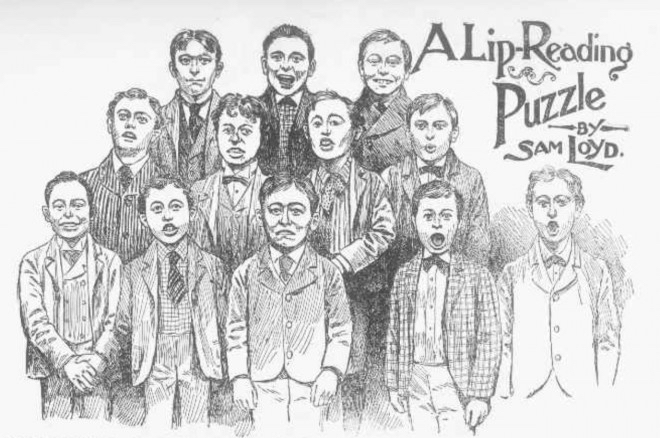 A Lip-Reading
Puzzle
BY
SAM LOYD.